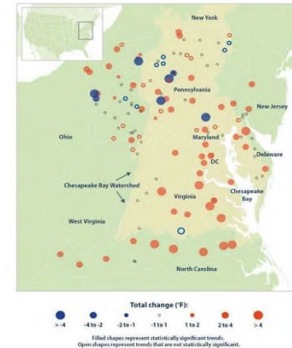 New York
Pennsylvania
New Jersey
Ohio
Maryland
Delaware
DC
Chesapeake Bay Watershed
Chesapeake
Bay
Virginia
West Virginia
North Carolina
Total change (°F):
> -4
-4 to -2
-2 to -1
-1 to 1
1 to 2
2 to 4
> 4
Filled shapes represent statistically significant trends.
Open shapes represent trends that are not statistically significant.